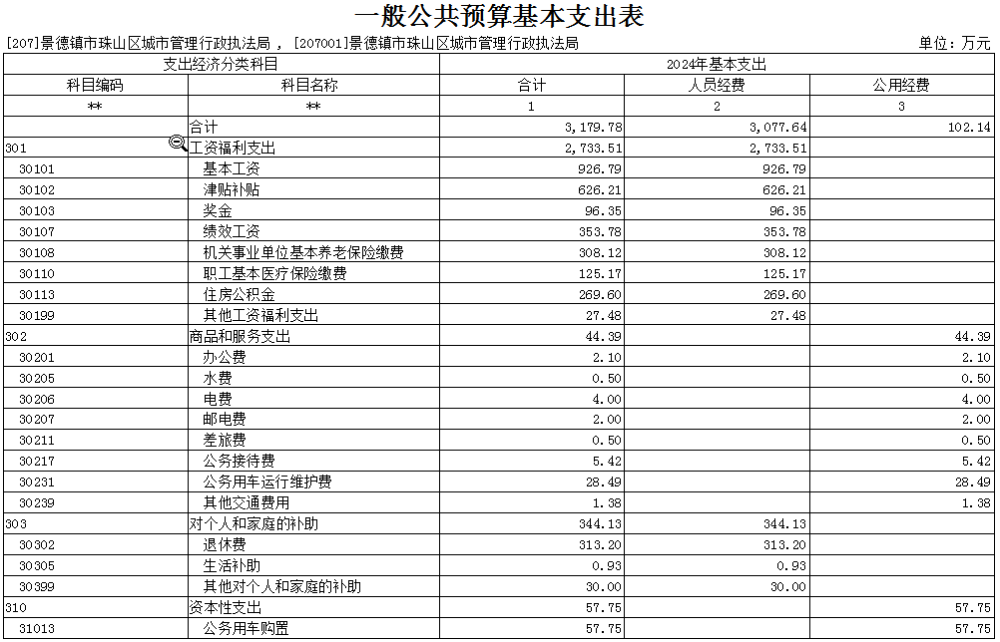 一般公共预算基本支出表
[207]景德镇市珠山区城市管理行政执法局 , [207001]景德镇市珠山区城市管理行政执法局 单位：万元
支出经济分类科目 2024年基本支出
科目编码 科目名称 合计 人员经费 公用经费
** ** 1 2 3
合计 3,179.78 3,077.64 102.14
301 工资福利支出 2,733.51 2,733.51
30101 基本工资 926.79 926.79
30102 津贴补贴 626.21 626.21
30103 奖金 96.35 96.35
30107 绩效工资 353.78 353.78
30108 机关事业单位基本养老保险缴费 308.12 308.12
30110 职工基本医疗保险缴费 125.17 125.17
30113 住房公积金 269.60 269.60
30199 其他工资福利支出 27.48 27.48
302 商品和服务支出 44.39 44.39
30201 办公费 2.10 2.10
30205 水费 0.50 0.50
30206 电费 4.00 4.00
30207 邮电费 2.00 2.00
30211 差旅费 0.50 0.50
30217 公务接待费 5.42 5.42
30231 公务用车运行维护费 28.49 28.49
30239 其他交通费用 1.38 1.38
303 对个人和家庭的补助 344.13 344.13
30302 退休费 313.20 313.20
30305 生活补助 0.93 0.93
30399 其他对个人和家庭的补助 30.00 30.00
310 资本性支出 57.75 57.75
31013 公务用车购置 57.75 57.75